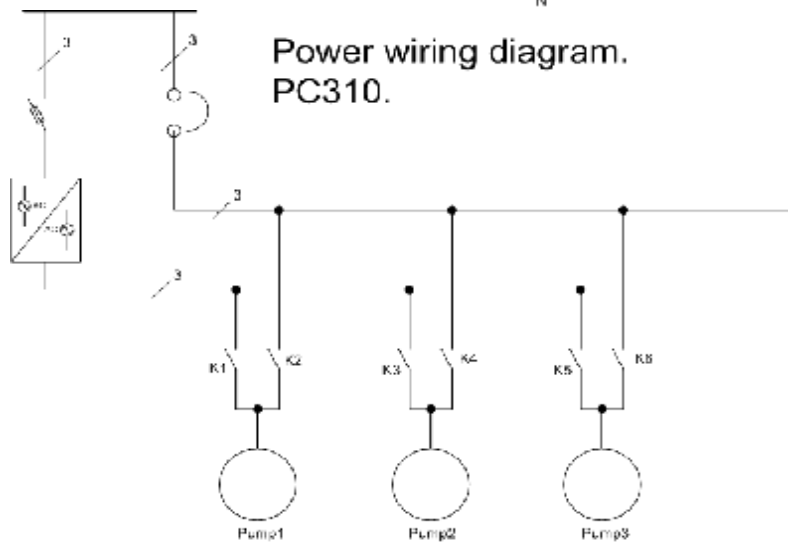 N
3
3
Power wiring diagram.
PC310.
3
3
K1
K2
K3
K4
K5
K6
Pump1
Pump2
Pump3